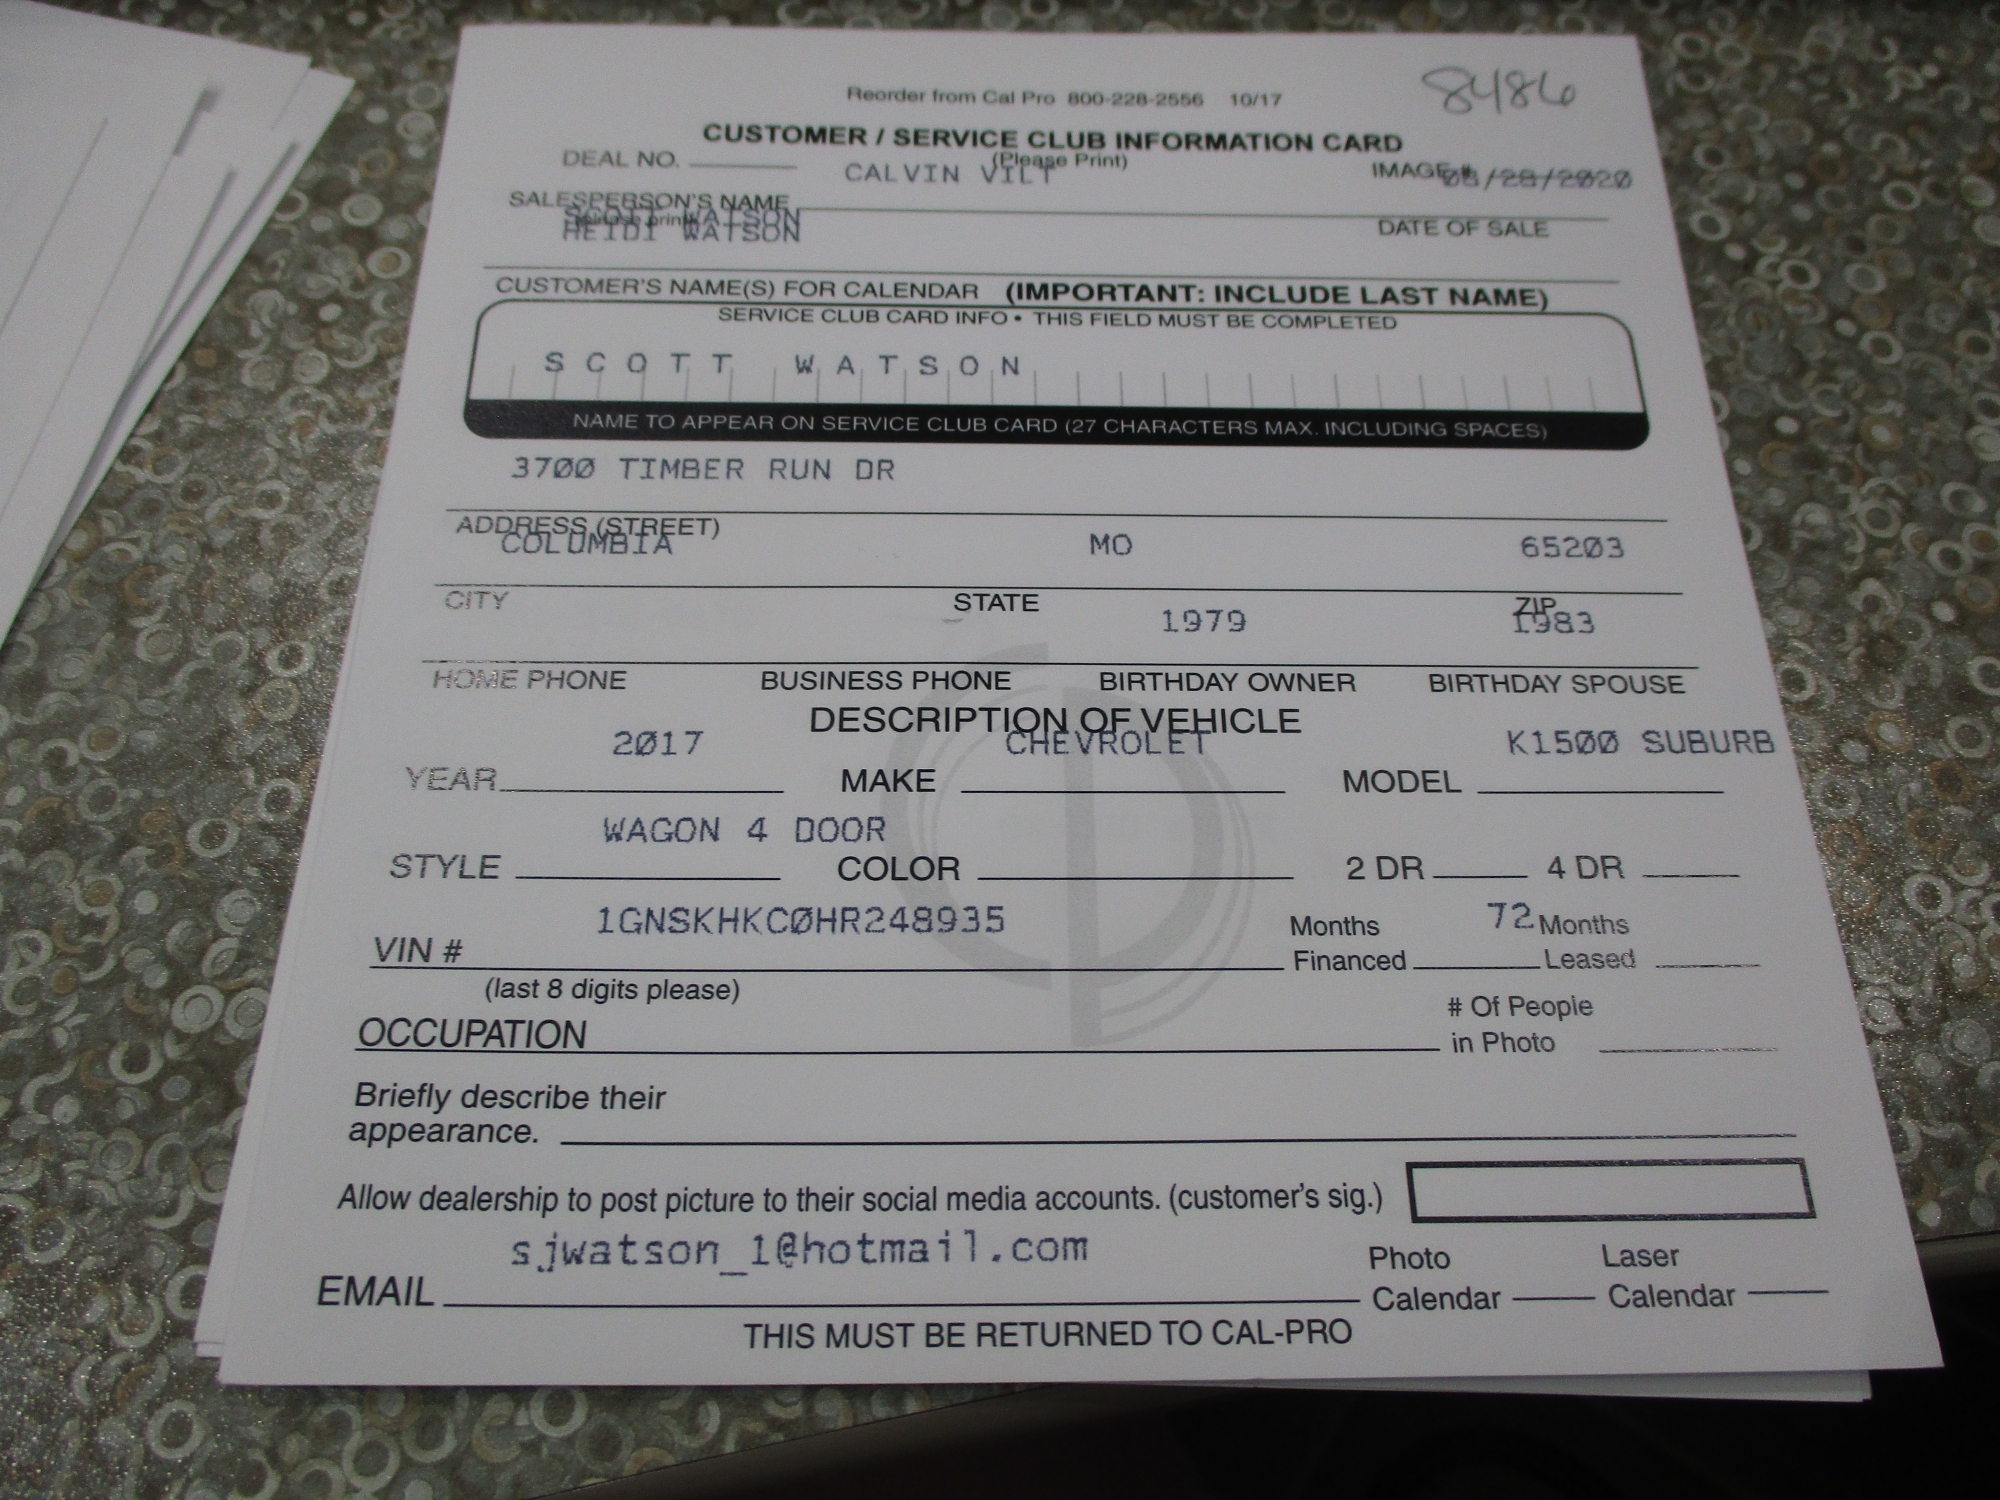 8486
Reorder from Cal Pro 800-228-2556 10/17
CUSTOMER / SERVICE CLUB INFORMATION CARD
(Please Print)
DEAL NO.
CALVIN VILT
IMAGE #
08/28/2020
SALESPERSON'S NAME
SCOTT WATSON
HEIDI WATSON
DATE OF SALE
CUSTOMER'S NAME(S) FOR CALENDAR (IMPORTANT: INCLUDE LAST NAME)
SERVICE CLUB CARD INFO • THIS FIELD MUST BE COMPLETED
SCOTT WATSON
NAME TO APPEAR ON SERVICE CLUB CARD (27 CHARACTERS MAX. INCLUDING SPACES)
3700 TIMBER RUN DR
ADDRESS (STREET)
COLUMBIA MO 65203
CITY STATE ZIP
1979 1983
HOME PHONE BUSINESS PHONE BIRTHDAY OWNER BIRTHDAY SPOUSE
DESCRIPTION OF VEHICLE
2017 CHEVROLET K1500 SUBURB
YEAR MAKE MODEL
WAGON 4 DOOR
STYLE COLOR 2 DR 4 DR
1GNSKHKC0HR248935 Months 72 Months
VIN # Financed Leased
(last 8 digits please)
# Of People
OCCUPATION in Photo
Briefly describe their
appearance.
Allow dealership to post picture to their social media accounts. (customer's sig.)
sjwatson_1@hotmail.com Photo Laser
EMAIL Calendar Calendar
THIS MUST BE RETURNED TO CAL-PRO